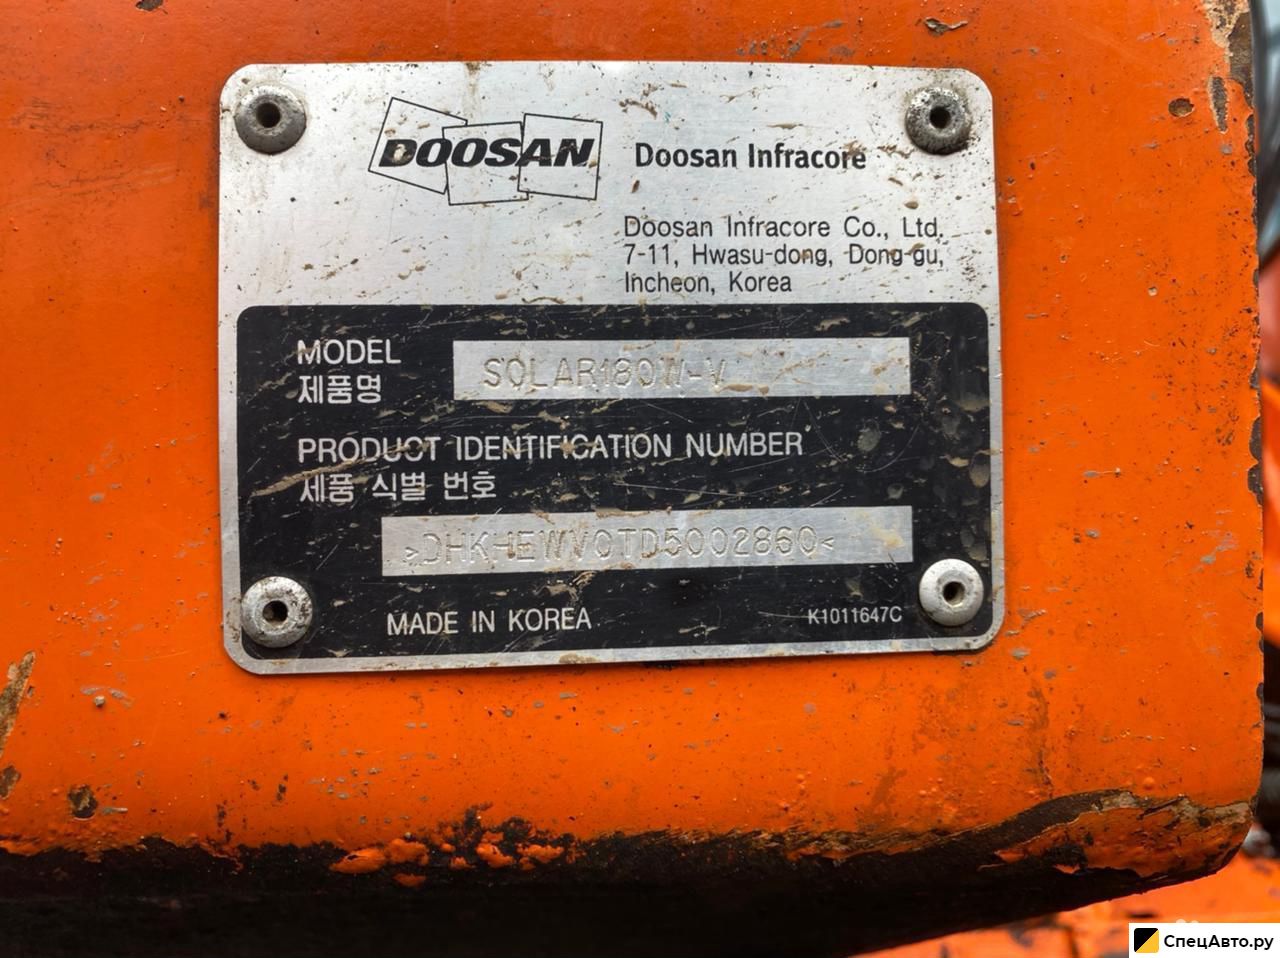 DOOSAN
Doosan Infracore
Doosan Infracore Co., Ltd.
7-11, Hwasu-dong, Dong-gu,
Incheon, Korea
MODEL
제품명
SOLAR180W-V
PRODUCT IDENTIFICATION NUMBER
제품 식별 번호
>DHKHEWV0TD5002860<
MADE IN KOREA
K1011647C
СпецАвто.ру